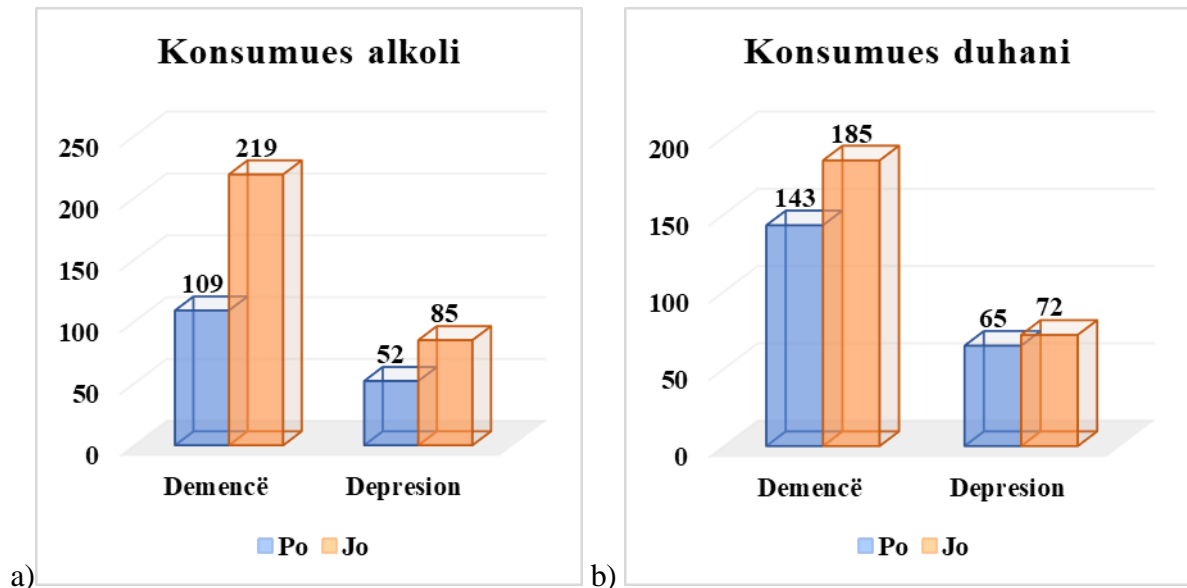 Konsumues alkoli
250
200
150
100
50
0
219
109
85
52
Demencë Depresion
Po Jo
a)
Konsumues duhani
200
150
100
50
0
185
143
72
65
Demencë Depresion
Po Jo
b)